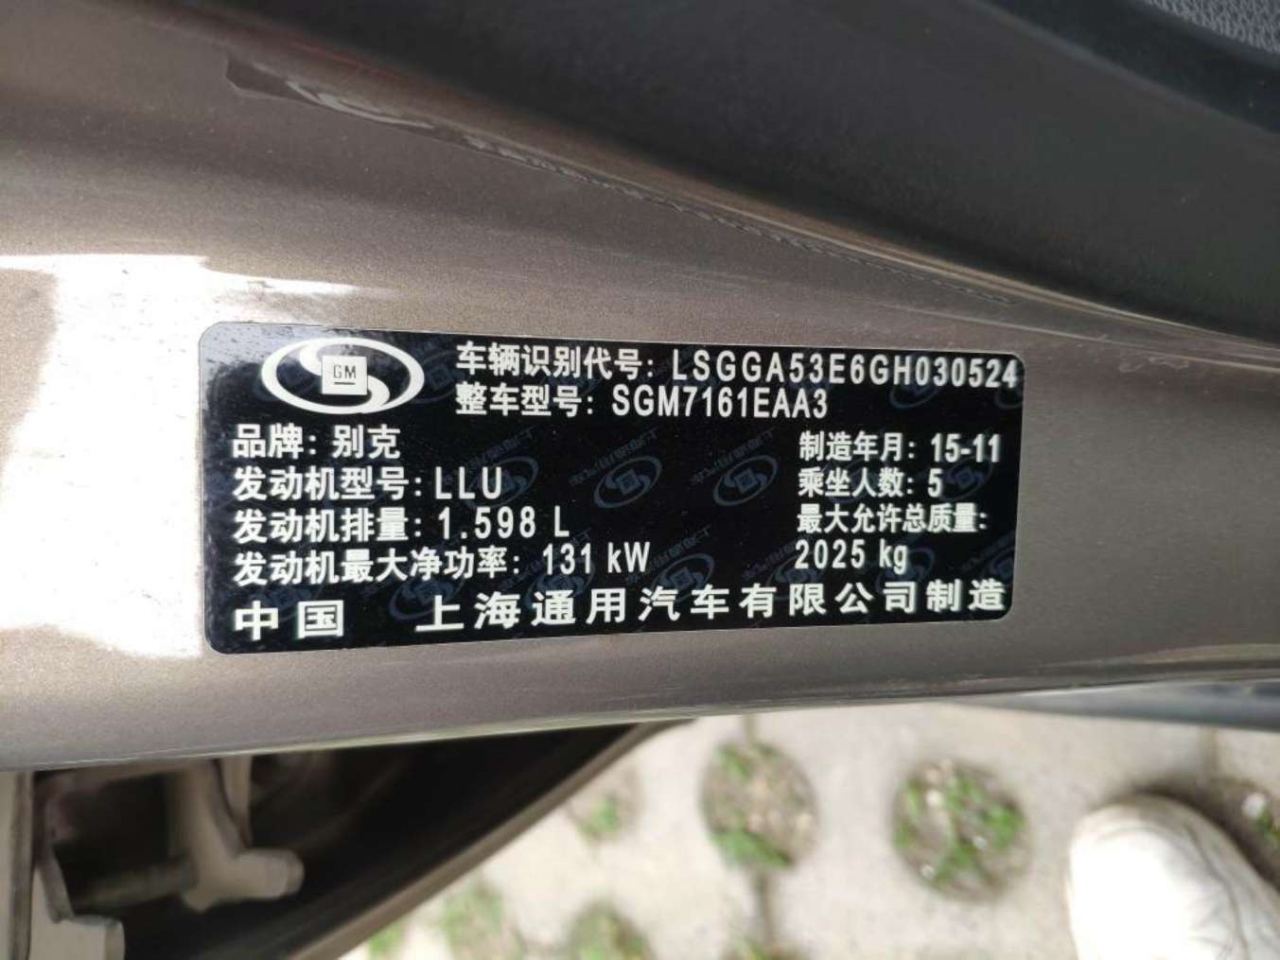 GM
车辆识别代号: LSGGA53E6GH030524
整车型号: SGM7161EAA3
品牌: 别克
制造年月: 15-11
发动机型号: LLU
乘坐人数: 5
发动机排量: 1.598 L
最大允许总质量:
发动机最大净功率: 131 kW
2025 kg
中国 上海通用汽车有限公司制造